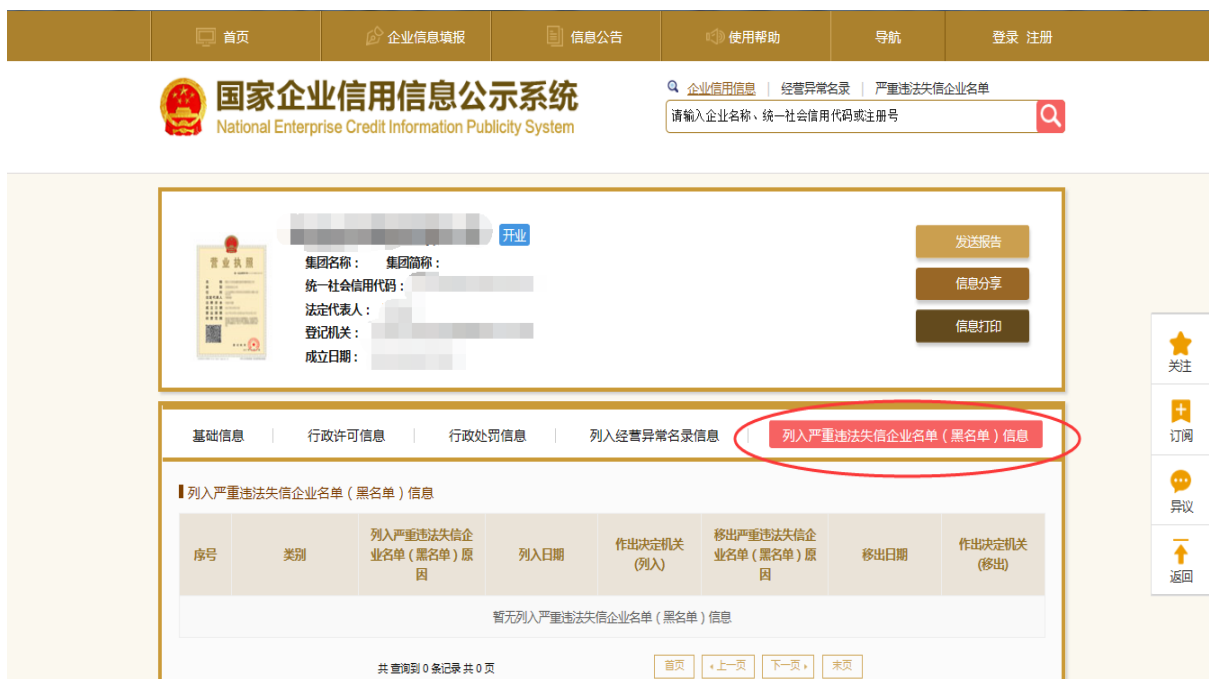 首页 企业信息填报 信息公告 使用帮助 导航 登录 注册
国家企业信用信息公示系统
National Enterprise Credit Information Publicity System
企业信用信息 | 经营异常名录 | 严重违法失信企业名单
请输入企业名称、统一社会信用代码或注册号
开业
集团名称： 集团简称：
统一社会信用代码：
法定代表人：
登记机关：
成立日期：
营业执照
发送报告
信息分享
信息打印
关注
订阅
异议
返回
基础信息 | 行政许可信息 | 行政处罚信息 | 列入经营异常名录信息 | 列入严重违法失信企业名单（黑名单）信息
列入严重违法失信企业名单（黑名单）信息
序号
类别
列入严重违法失信企
业名单（黑名单）原
因
列入日期
作出决定机关
(列入)
移出严重违法失信企
业名单（黑名单）原
因
移出日期
作出决定机关
(移出)
暂无列入严重违法失信企业名单（黑名单）信息
共 查询到 0 条记录 共 0 页
首页 上一页 下一页 末页